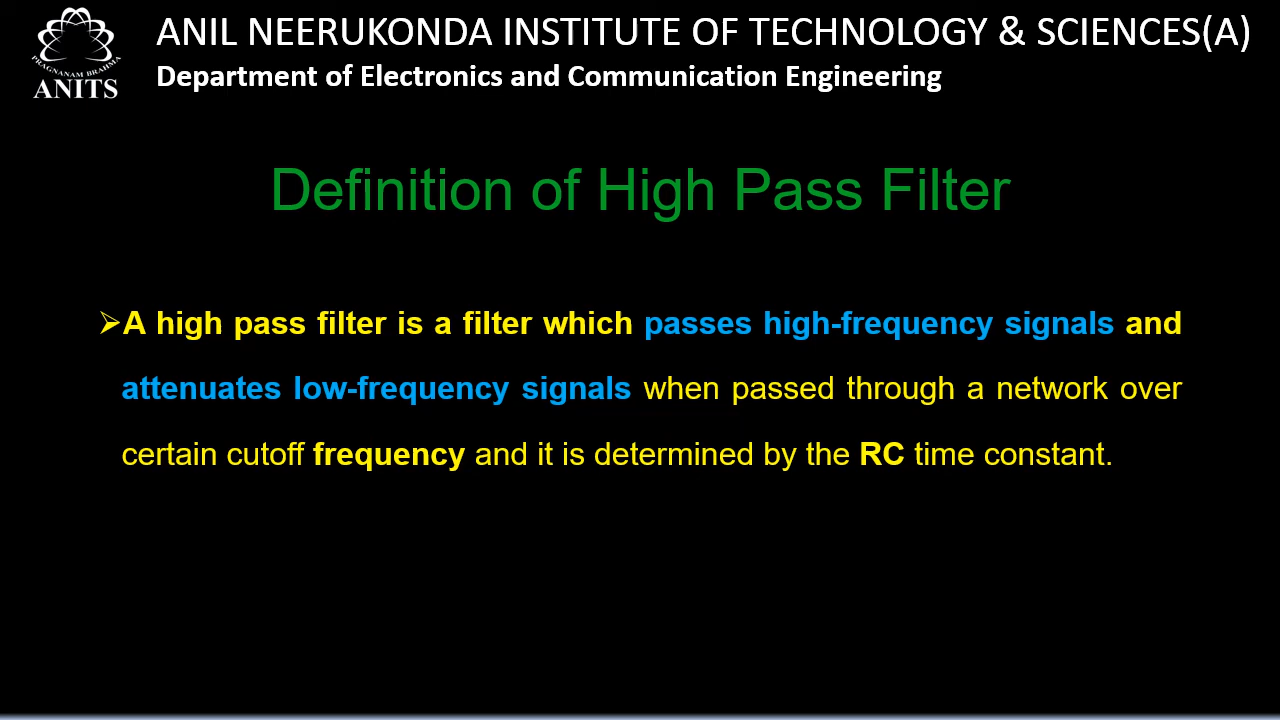 ANIL NEERUKONDA INSTITUTE OF TECHNOLOGY & SCIENCES(A)
Department of Electronics and Communication Engineering
PRAGNANAM BRAHMA
ANITS
Definition of High Pass Filter
➢A high pass filter is a filter which passes high-frequency signals and
attenuates low-frequency signals when passed through a network over
certain cutoff frequency and it is determined by the RC time constant.